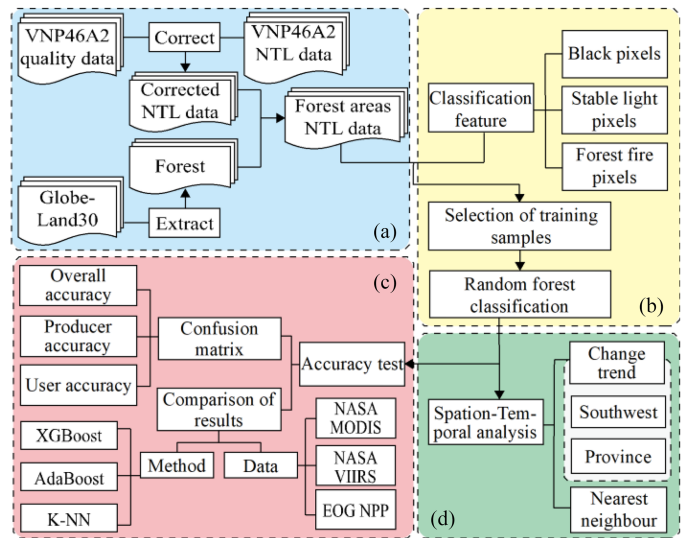 VNP46A2
quality data
Correct
VNP46A2
NTL data
Corrected
NTL data
Forest areas
NTL data
Forest
Globe-
Land30
Extract
(a)
Classification
feature
Black pixels
Stable light
pixels
Forest fire
pixels
Selection of training
samples
Random forest
classification
(b)
(c)
Overall
accuracy
Producer
accuracy
User accuracy
Confusion
matrix
Accuracy test
Comparison of
results
XGBoost
AdaBoost
K-NN
Method
Data
NASA
MODIS
NASA
VIIRS
EOG NPP
Spation-Tem-
poral analysis
Change
trend
Southwest
Province
Nearest
neighbour
(d)